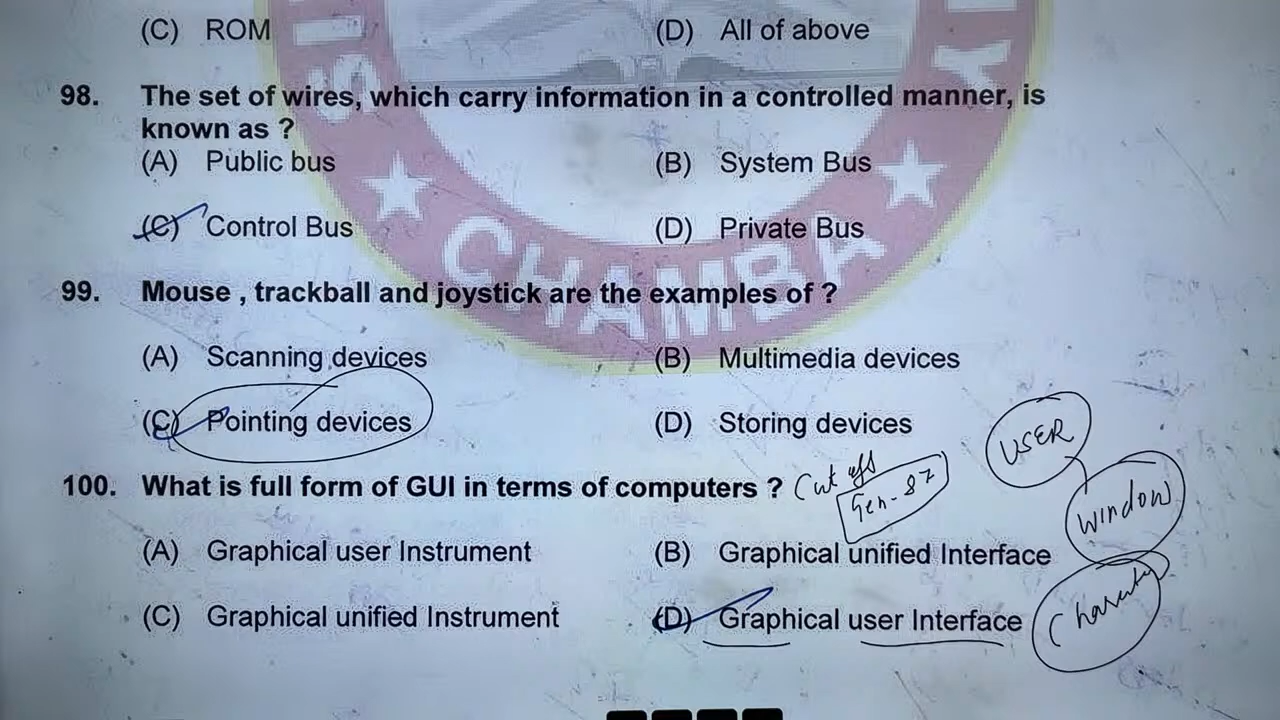 (C) ROM (D) All of above
98. The set of wires, which carry information in a controlled manner, is
known as ?
(A) Public bus (B) System Bus
(C) Control Bus (D) Private Bus
99. Mouse , trackball and joystick are the examples of ?
(A) Scanning devices (B) Multimedia devices
(C) Pointing devices (D) Storing devices
USER
100. What is full form of GUI in terms of computers ? Cut off
Gen-82
WINDOW
(A) Graphical user Instrument (B) Graphical unified Interface
(C) Graphical unified Instrument (D) Graphical user Interface
CHAMBA